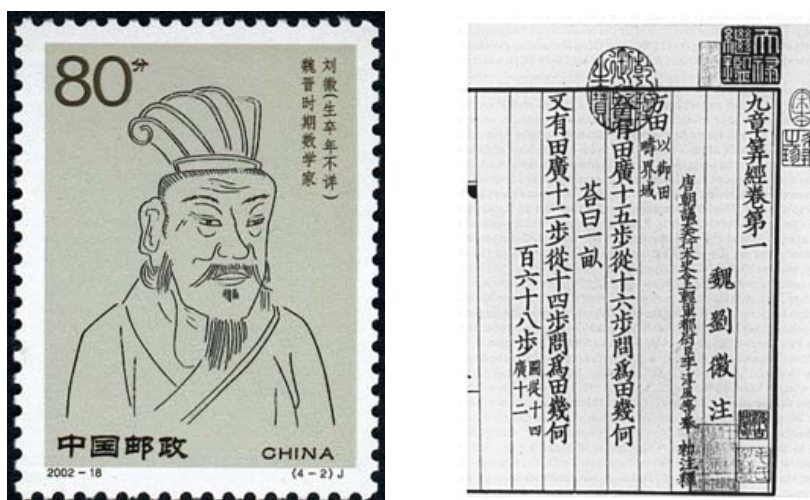 80分
刘徽(生卒年不详)
魏晋时期数学家
中国邮政 CHINA
2002-18 (4-2)J
九章筭經卷第一
魏 劉 徽 注
唐朝議大夫行太史令上輕車都尉臣李淳風等奉 勑注釋
方田 以御田
疇界域
今有田廣十五步從十六步問爲田幾何
荅曰一畝
又有田廣十二步從十四步問爲田幾何
百六十八步 圖從十四
廣十二